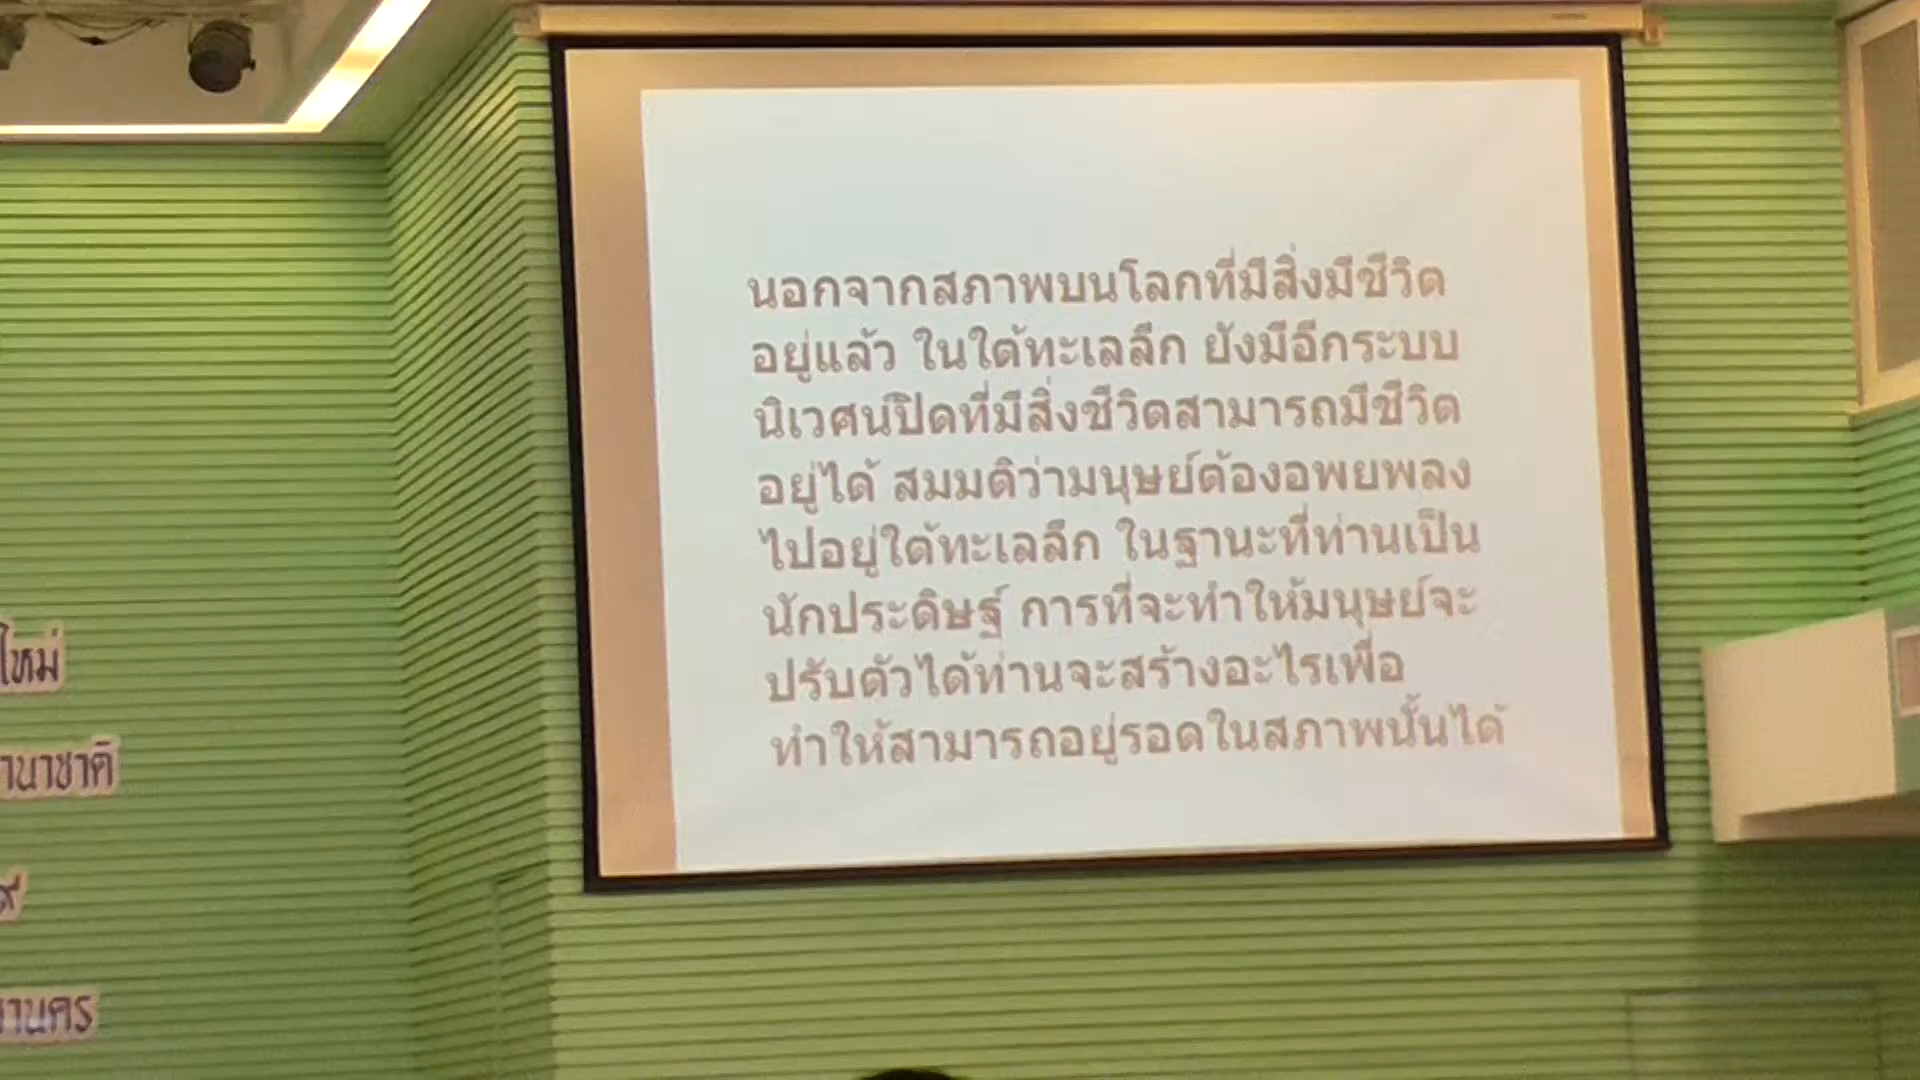 นอกจากสภาพบนโลกที่มีสิ่งมีชีวิต
อยู่แล้ว ในใต้ทะเลลึก ยังมีอีกระบบ
นิเวศน์ปิดที่มีสิ่งชีวิตสามารถมีชีวิต
อยู่ได้ สมมติว่ามนุษย์ต้องอพยพลง
ไปอยู่ใต้ทะเลลึก ในฐานะที่ท่านเป็น
นักประดิษฐ์ การที่จะทำให้มนุษย์จะ
ปรับตัวได้ท่านจะสร้างอะไรเพื่อ
ทำให้สามารถอยู่รอดในสภาพนั้นได้
ใหม่
านาชาติ
านคร